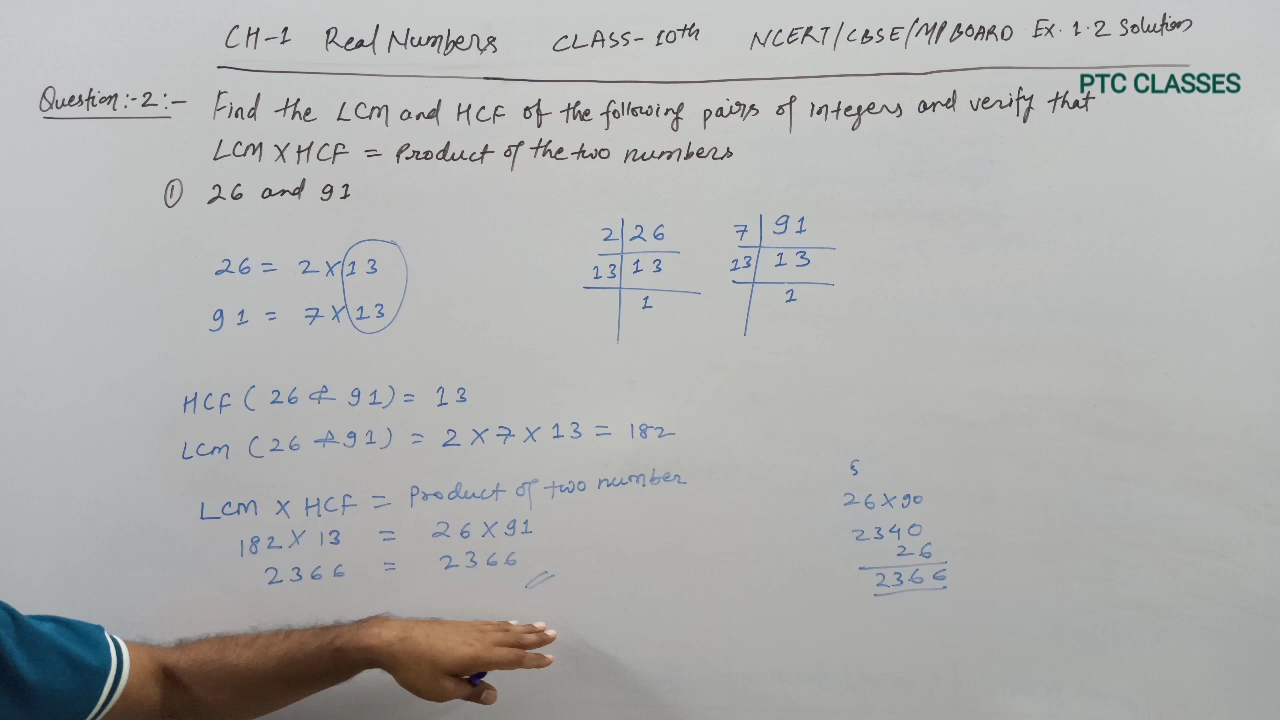 CH-1 Real Numbers CLASS-10th NCERT/CBSE/MPBOARD Ex. 1.2 Solutions
PTC CLASSES
Question:-2:- Find the LCM and HCF of the following pairs of integers and verify that
LCM X HCF = Product of the two numbers
① 26 and 91
26 = 2 X 13
91 = 7 X 13
2 | 26
13 | 13
1
7 | 91
13 | 13
1
HCF ( 26 & 91) = 13
LCM (26 & 91) = 2 X 7 X 13 = 182
LCM X HCF = Product of two number
182 X 13 = 26 X 91
2366 = 2366
5
26 X 90
2340
26
2366